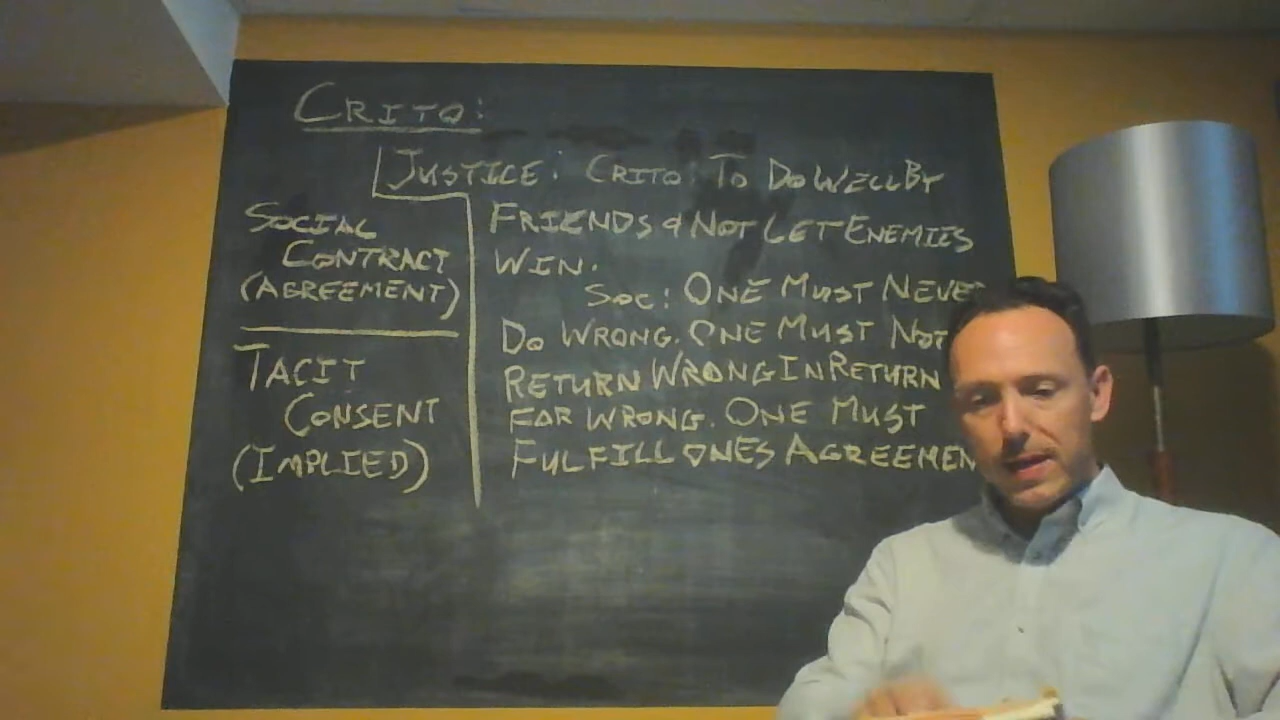 CRITO:
JUSTICE: CRITO: TO DO WELL BY
FRIENDS & NOT LET ENEMIES
WIN.
SOC: ONE MUST NEVER
DO WRONG. ONE MUST NOT
RETURN WRONG IN RETURN
FOR WRONG. ONE MUST
FULFILL ONES AGREEMEN
SOCIAL
CONTRACT
(AGREEMENT)
TACIT
CONSENT
(IMPLIED)